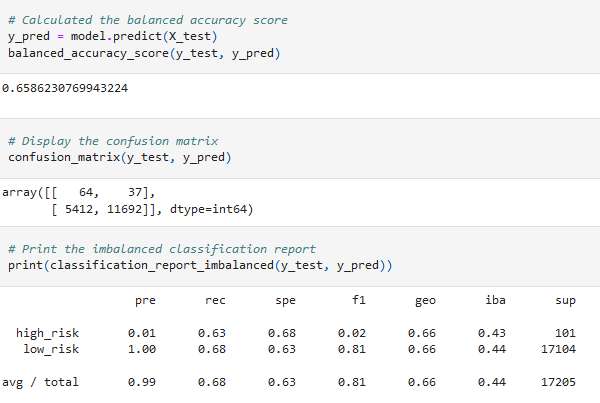 # Calculated the balanced accuracy score
y_pred = model.predict(X_test)
balanced_accuracy_score(y_test, y_pred)
0.6586230769943224
# Display the confusion matrix
confusion_matrix(y_test, y_pred)
array([[   64,    37],
       [ 5412, 11692]], dtype=int64)
# Print the imbalanced classification report
print(classification_report_imbalanced(y_test, y_pred))
pre rec spe f1 geo iba sup
high_risk 0.01 0.63 0.68 0.02 0.66 0.43 101
low_risk 1.00 0.68 0.63 0.81 0.66 0.44 17104
avg / total 0.99 0.68 0.63 0.81 0.66 0.44 17205